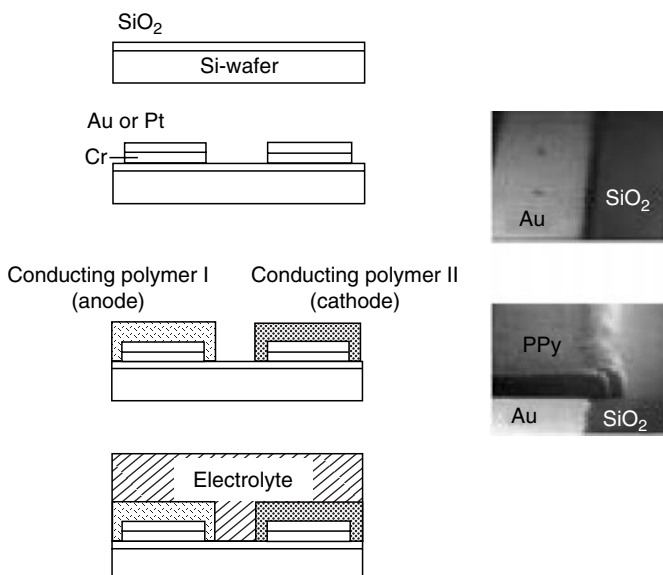 SiO₂
Si-wafer
Au or Pt
Cr
Au
SiO₂
Conducting polymer I
(anode)
Conducting polymer II
(cathode)
PPy
Au
SiO₂
Electrolyte